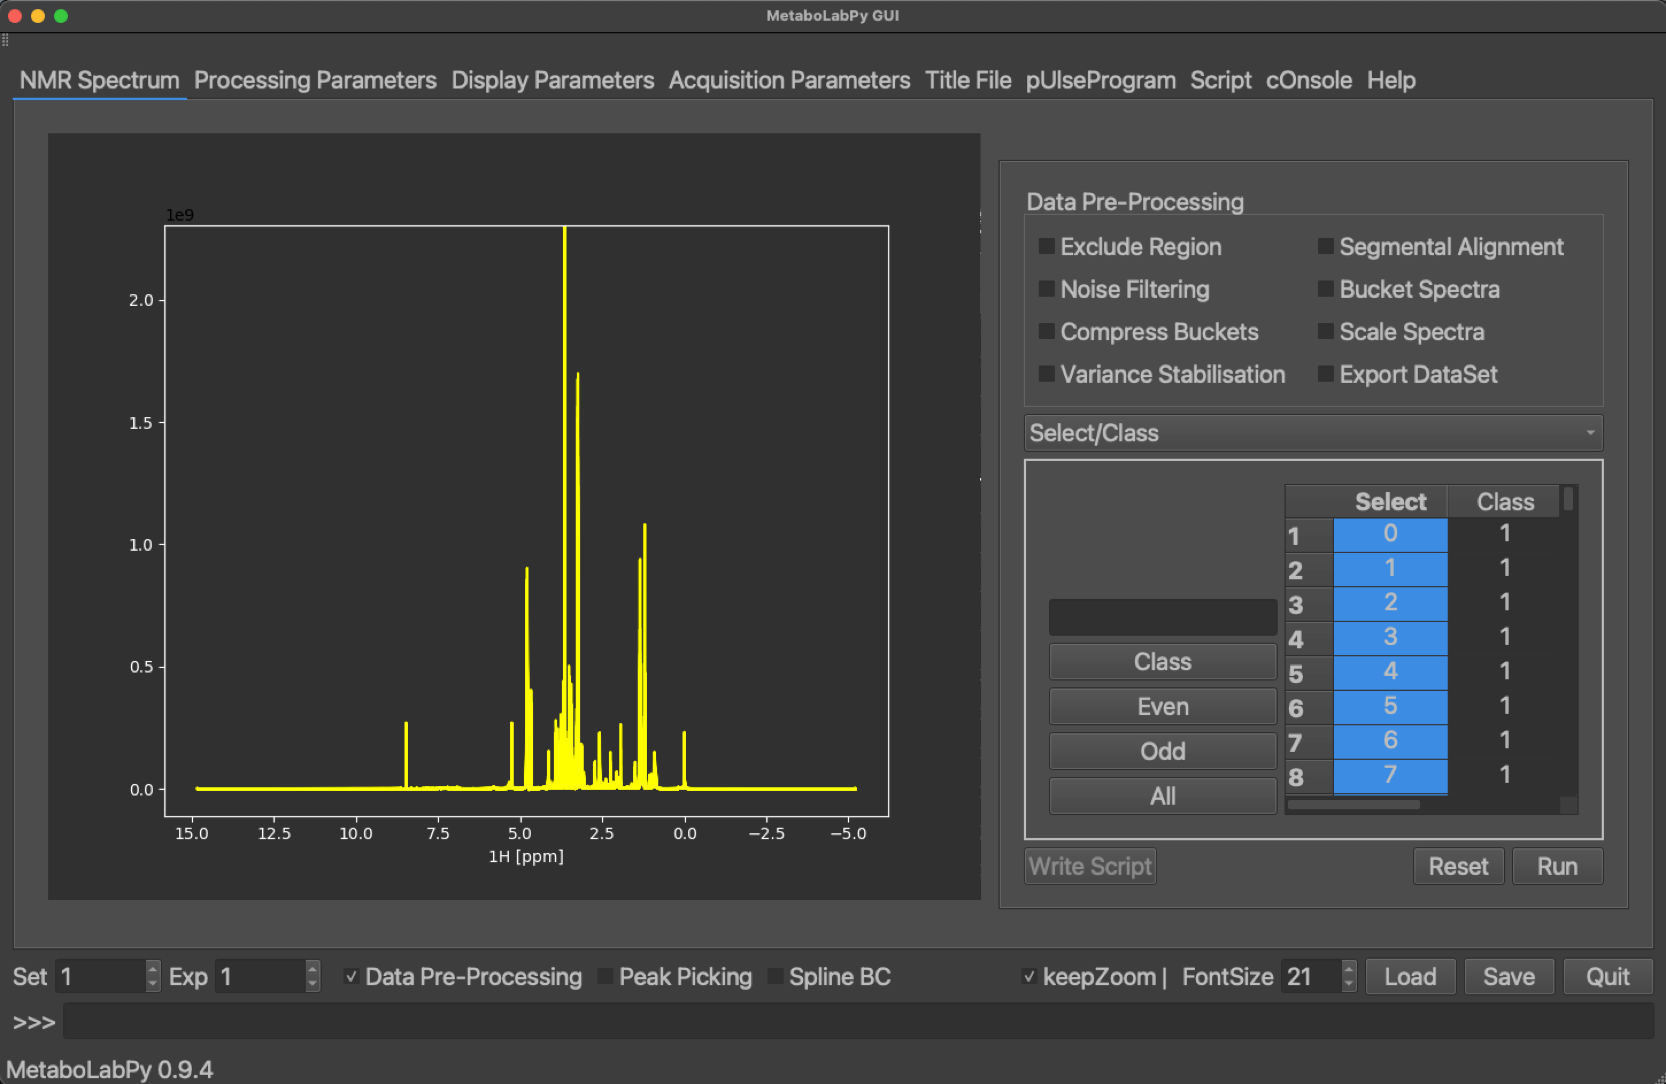 MetaboLabPy GUI
NMR Spectrum Processing Parameters Display Parameters Acquisition Parameters Title File pUlseProgram Script cOnsole Help
1e9
2.0
1.5
1.0
0.5
0.0
15.0 12.5 10.0 7.5 5.0 2.5 0.0 −2.5 −5.0
1H [ppm]
Data Pre-Processing
Exclude Region Segmental Alignment
Noise Filtering Bucket Spectra
Compress Buckets Scale Spectra
Variance Stabilisation Export DataSet
Select/Class
Class
Even
Odd
All
Select Class
1 0 1
2 1 1
3 2 1
4 3 1
5 4 1
6 5 1
7 6 1
8 7 1
Write Script Reset Run
Set 1 Exp 1 Data Pre-Processing Peak Picking Spline BC keepZoom | FontSize 21 Load Save Quit
>>>
MetaboLabPy 0.9.4